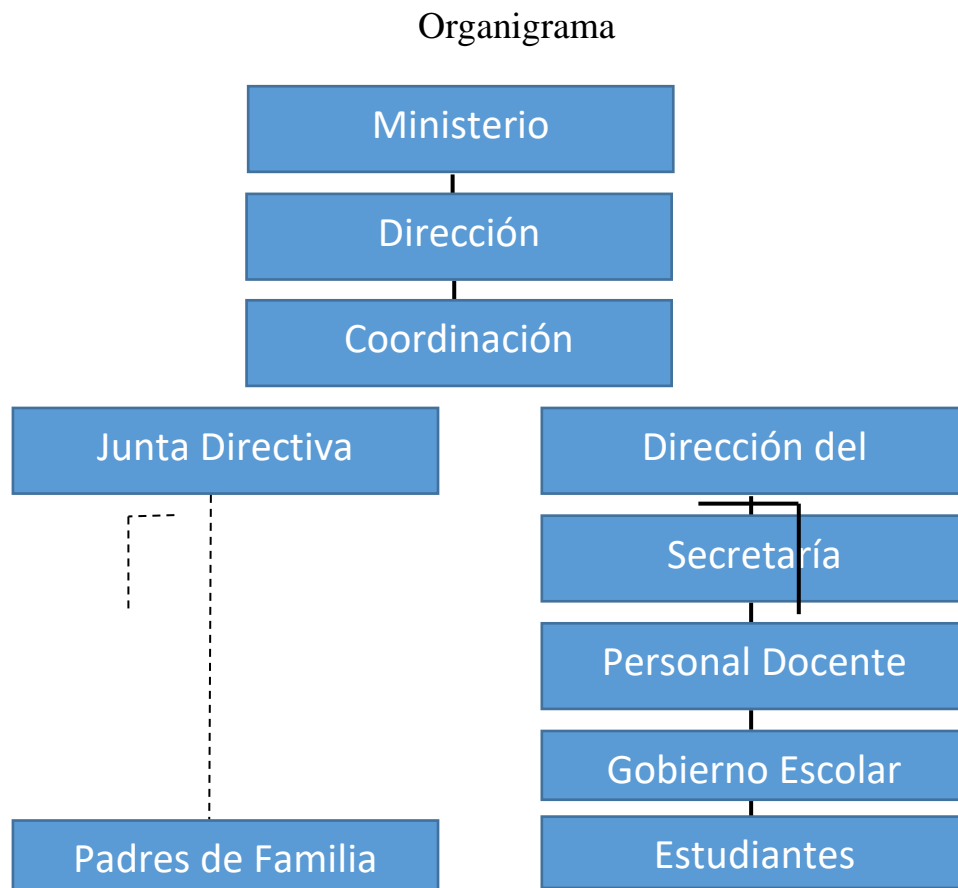 Organigrama
Ministerio
Dirección
Coordinación
Junta Directiva
Dirección del
Secretaría
Personal Docente
Gobierno Escolar
Padres de Familia
Estudiantes